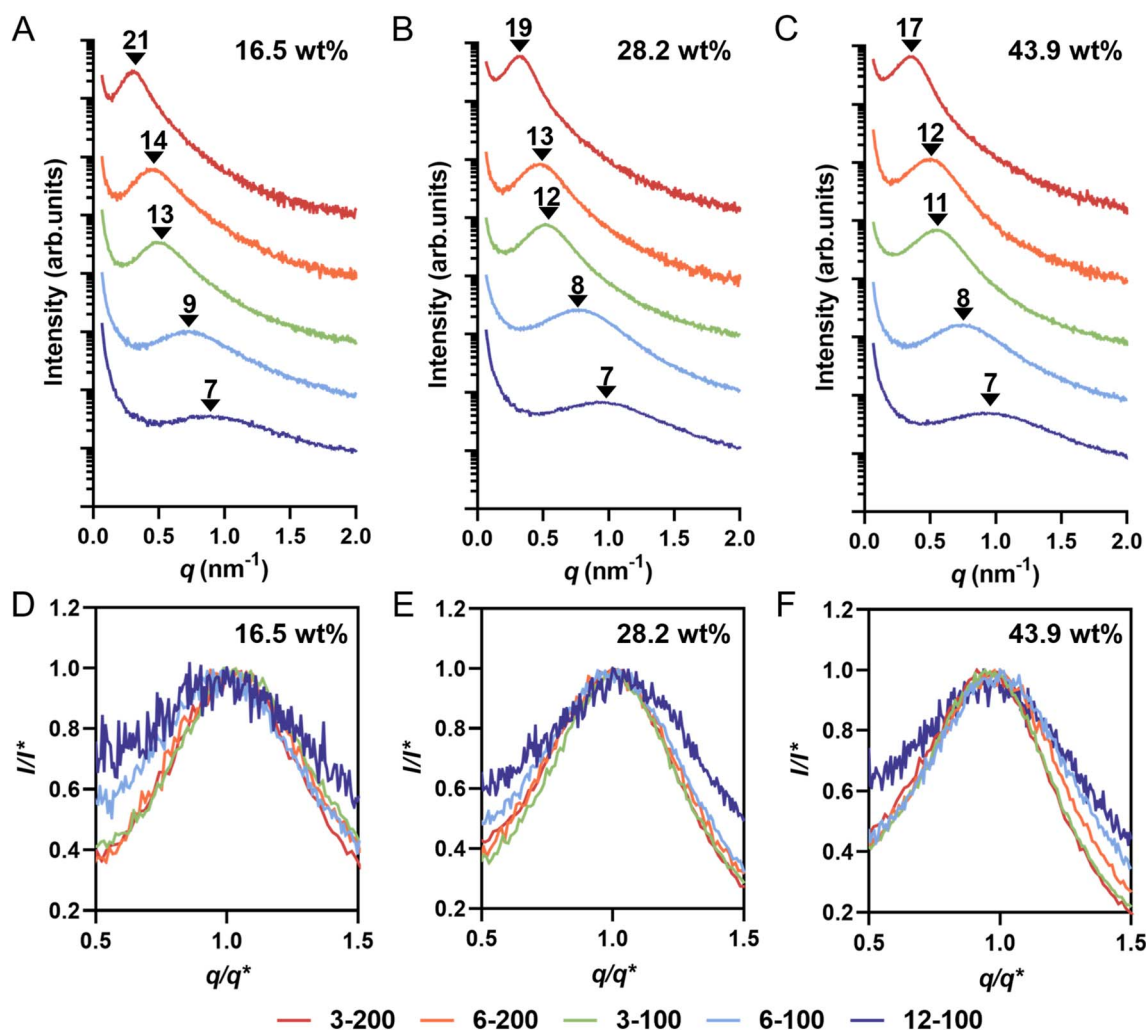 A
16.5 wt%
21
14
13
9
7
Intensity (arb.units)
0.0 0.5 1.0 1.5 2.0
q (nm⁻¹)
B
28.2 wt%
19
13
12
8
7
Intensity (arb.units)
0.0 0.5 1.0 1.5 2.0
q (nm⁻¹)
C
43.9 wt%
17
12
11
8
7
Intensity (arb.units)
0.0 0.5 1.0 1.5 2.0
q (nm⁻¹)
D
16.5 wt%
1.2
1.0
0.8
0.6
0.4
0.2
I/I*
0.5 1.0 1.5
q/q*
E
28.2 wt%
1.2
1.0
0.8
0.6
0.4
0.2
I/I*
0.5 1.0 1.5
q/q*
F
43.9 wt%
1.2
1.0
0.8
0.6
0.4
0.2
I/I*
0.5 1.0 1.5
q/q*
3-200 6-200 3-100 6-100 12-100